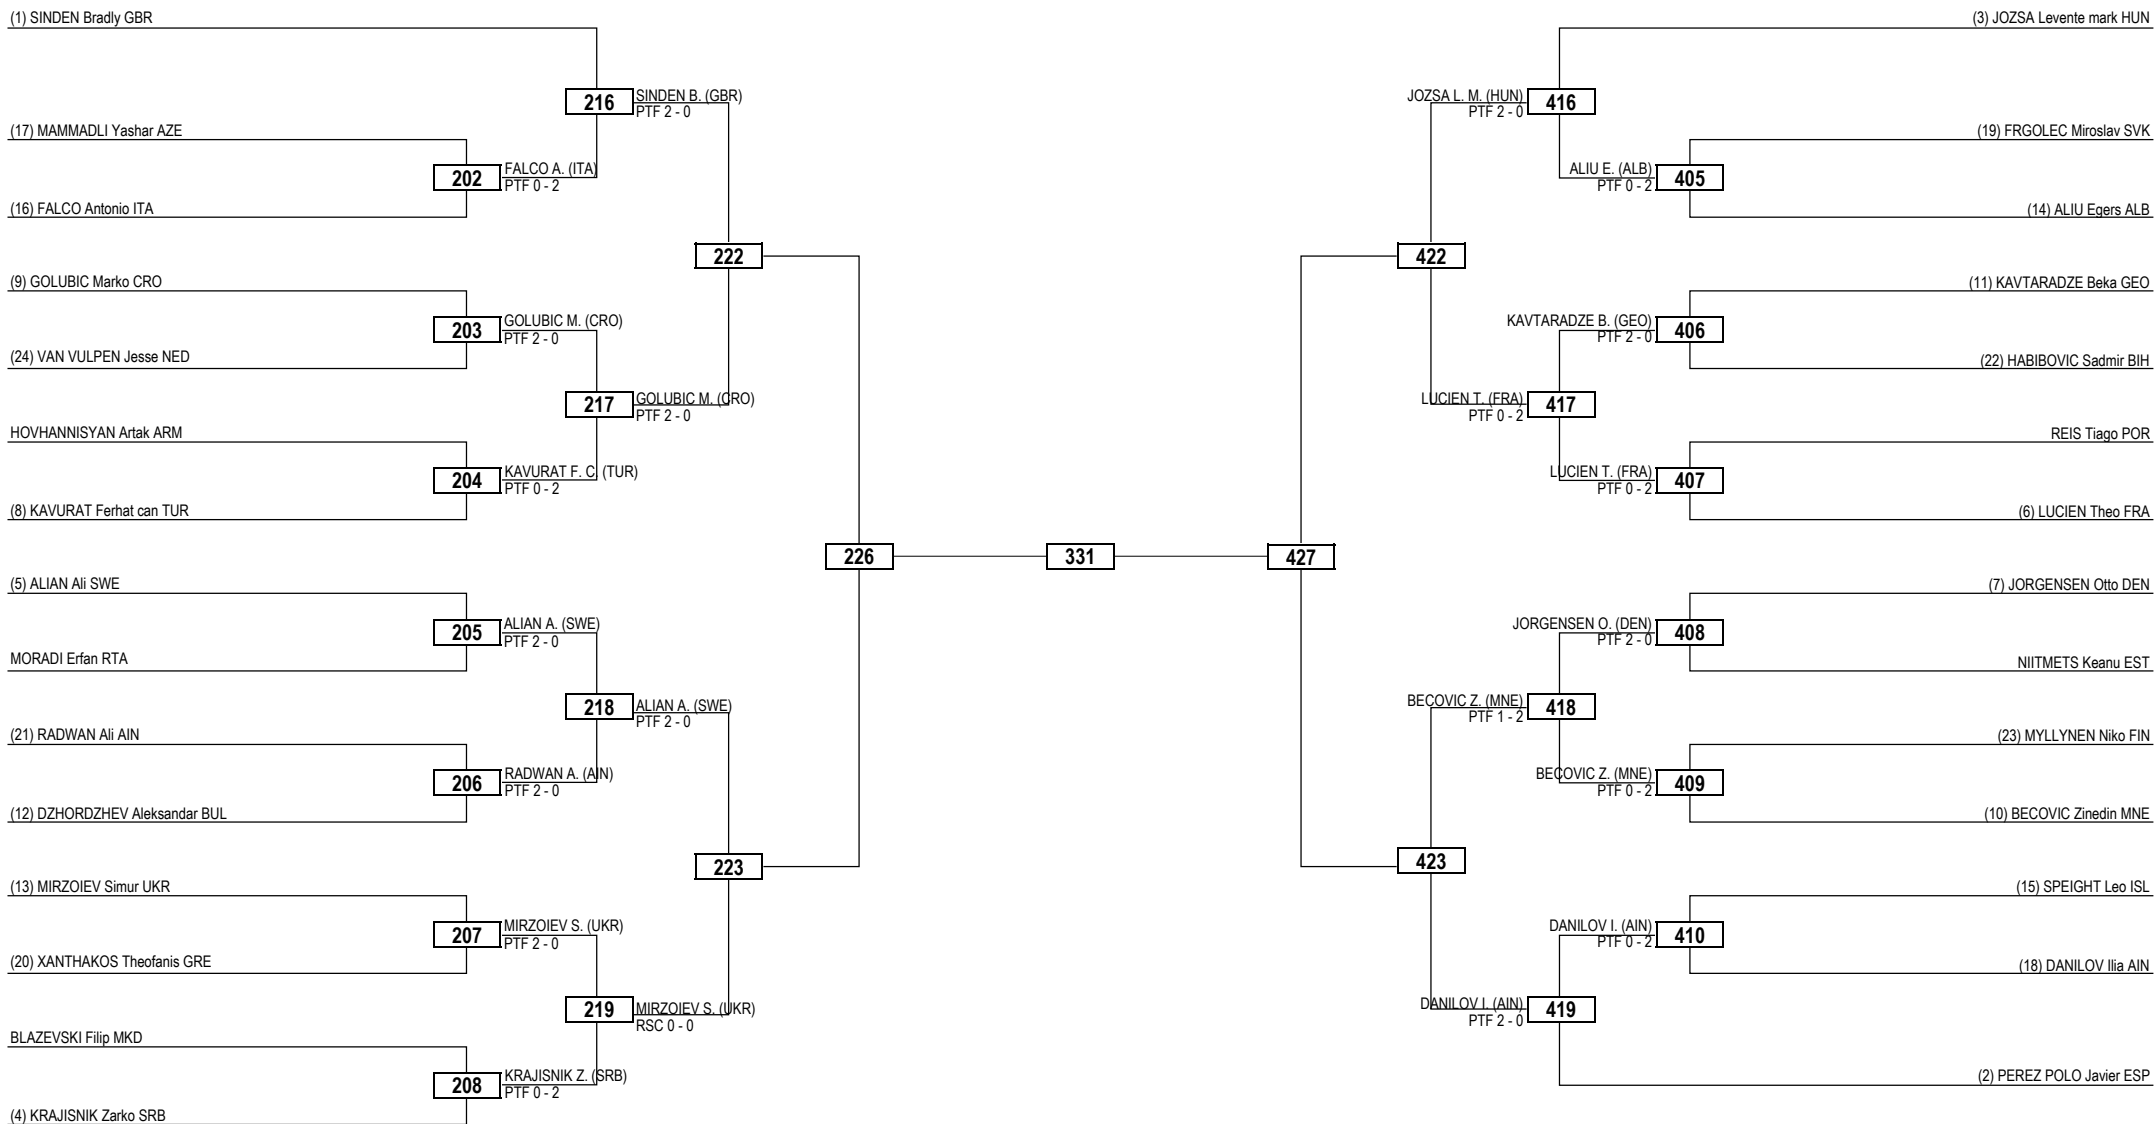 (1) SINDEN Bradly GBR
(17) MAMMADLI Yashar AZE
(16) FALCO Antonio ITA
(9) GOLUBIC Marko CRO
(24) VAN VULPEN Jesse NED
HOVHANNISYAN Artak ARM
(8) KAVURAT Ferhat can TUR
(5) ALIAN Ali SWE
MORADI Erfan RTA
(21) RADWAN Ali AIN
(12) DZHORDZHEV Aleksandar BUL
(13) MIRZOIEV Simur UKR
(20) XANTHAKOS Theofanis GRE
BLAZEVSKI Filip MKD
(4) KRAJISNIK Zarko SRB
202
FALCO A. (ITA)
PTF 0 - 2
203
GOLUBIC M. (CRO)
PTF 2 - 0
204
KAVURAT F. C. (TUR)
PTF 0 - 2
205
ALIAN A. (SWE)
PTF 2 - 0
206
RADWAN A. (AIN)
PTF 2 - 0
207
MIRZOIEV S. (UKR)
PTF 2 - 0
208
KRAJISNIK Z. (SRB)
PTF 0 - 2
216
SINDEN B. (GBR)
PTF 2 - 0
217
GOLUBIC M. (CRO)
PTF 2 - 0
218
ALIAN A. (SWE)
PTF 2 - 0
219
MIRZOIEV S. (UKR)
RSC 0 - 0
222
223
226
331
427
422
423
JOZSA L. M. (HUN)
PTF 2 - 0
416
LUCIEN T. (FRA)
PTF 0 - 2
417
BECOVIC Z. (MNE)
PTF 1 - 2
418
DANILOV I. (AIN)
PTF 2 - 0
419
ALIU E. (ALB)
PTF 0 - 2
405
KAVTARADZE B. (GEO)
PTF 2 - 0
406
LUCIEN T. (FRA)
PTF 0 - 2
407
JORGENSEN O. (DEN)
PTF 2 - 0
408
BECOVIC Z. (MNE)
PTF 0 - 2
409
DANILOV I. (AIN)
PTF 0 - 2
410
(3) JOZSA Levente mark HUN
(19) FRGOLEC Miroslav SVK
(14) ALIU Egers ALB
(11) KAVTARADZE Beka GEO
(22) HABIBOVIC Sadmir BIH
REIS Tiago POR
(6) LUCIEN Theo FRA
(7) JORGENSEN Otto DEN
NIITMETS Keanu EST
(23) MYLLYNEN Niko FIN
(10) BECOVIC Zinedin MNE
(15) SPEIGHT Leo ISL
(18) DANILOV Ilia AIN
(2) PEREZ POLO Javier ESP